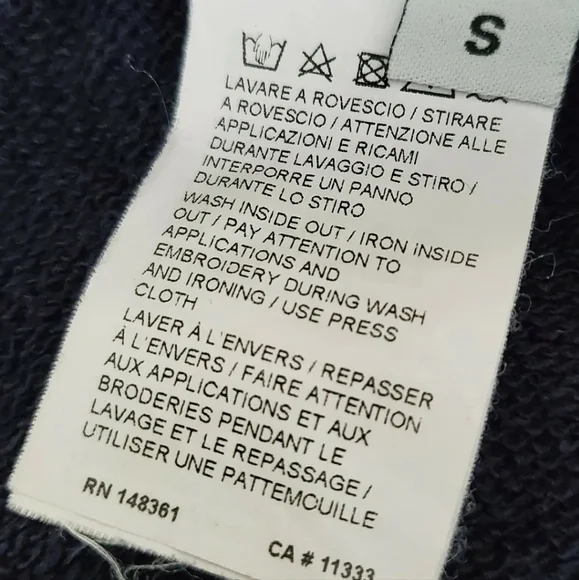 S
LAVARE A ROVESCIO / STIRARE
A ROVESCIO / ATTENZIONE ALLE
APPLICAZIONI E RICAMI
DURANTE LAVAGGIO E STIRO /
INTERPORRE UN PANNO
DURANTE LO STIRO
WASH INSIDE OUT / IRON INSIDE
OUT / PAY ATTENTION TO
APPLICATIONS AND
EMBROIDERY DURING WASH
AND IRONING / USE PRESS
CLOTH
LAVER À L'ENVERS / REPASSER
À L'ENVERS / FAIRE ATTENTION
AUX APPLICATIONS ET AUX
BRODERIES PENDANT LE
LAVAGE ET LE REPASSAGE /
UTILISER UNE PATTEMOUILLE
RN 148361
CA # 11333